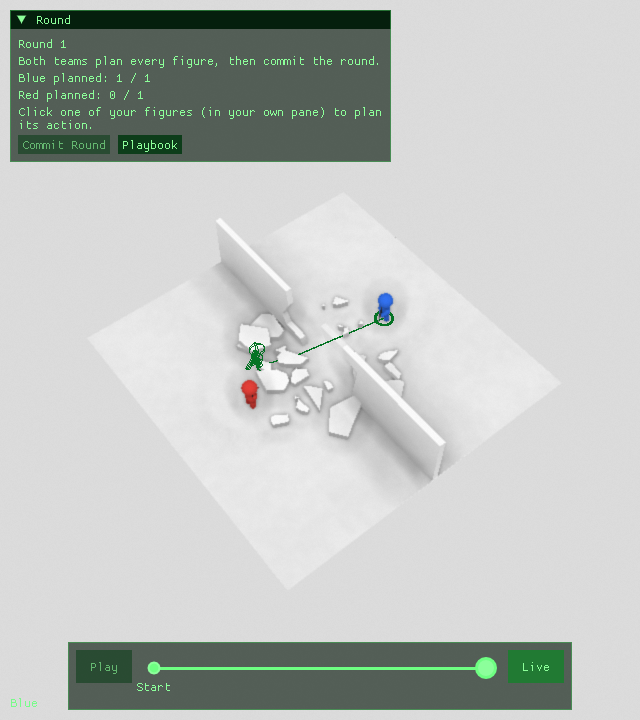 Round
Round 1
Both teams plan every figure, then commit the round.
Blue planned: 1 / 1
Red planned: 0 / 1
Click one of your figures (in your own pane) to plan
its action.
Commit Round Playbook
Play
Live
Start
Blue